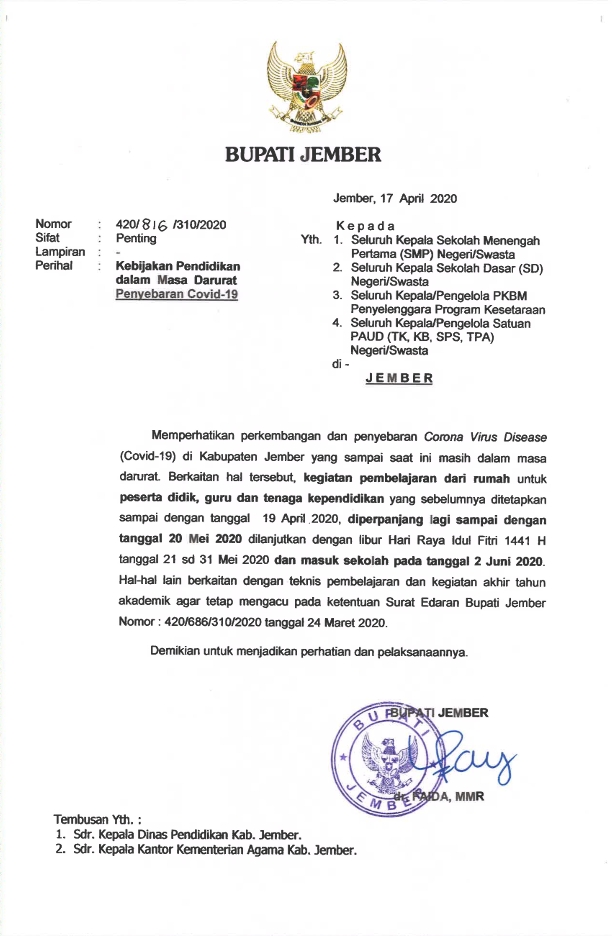 BUPATI JEMBER
Jember, 17 April 2020
Nomor : 420/816/310/2020
Sifat : Penting
Lampiran : -
Perihal : Kebijakan Pendidikan
dalam Masa Darurat
Penyebaran Covid-19
Kepada
Yth. 1. Seluruh Kepala Sekolah Menengah
Pertama (SMP) Negeri/Swasta
2. Seluruh Kepala Sekolah Dasar (SD)
Negeri/Swasta
3. Seluruh Kepala/Pengelola PKBM
Penyelenggara Program Kesetaraan
4. Seluruh Kepala/Pengelola Satuan
PAUD (TK, KB, SPS, TPA)
Negeri/Swasta
di -
JEMBER
Memperhatikan perkembangan dan penyebaran Corona Virus Disease
(Covid-19) di Kabupaten Jember yang sampai saat ini masih dalam masa
darurat. Berkaitan hal tersebut, kegiatan pembelajaran dari rumah untuk
peserta didik, guru dan tenaga kependidikan yang sebelumnya ditetapkan
sampai dengan tanggal 19 April 2020, diperpanjang lagi sampai dengan
tanggal 20 Mei 2020 dilanjutkan dengan libur Hari Raya Idul Fitri 1441 H
tanggal 21 sd 31 Mei 2020 dan masuk sekolah pada tanggal 2 Juni 2020.
Hal-hal lain berkaitan dengan teknis pembelajaran dan kegiatan akhir tahun
akademik agar tetap mengacu pada ketentuan Surat Edaran Bupati Jember
Nomor : 420/686/310/2020 tanggal 24 Maret 2020.
Demikian untuk menjadikan perhatian dan pelaksanaannya.
BUPATI JEMBER
BUPATI
JEMBER
dr. FAIDA, MMR
Tembusan Yth. :
1. Sdr. Kepala Dinas Pendidikan Kab. Jember.
2. Sdr. Kepala Kantor Kementerian Agama Kab. Jember.